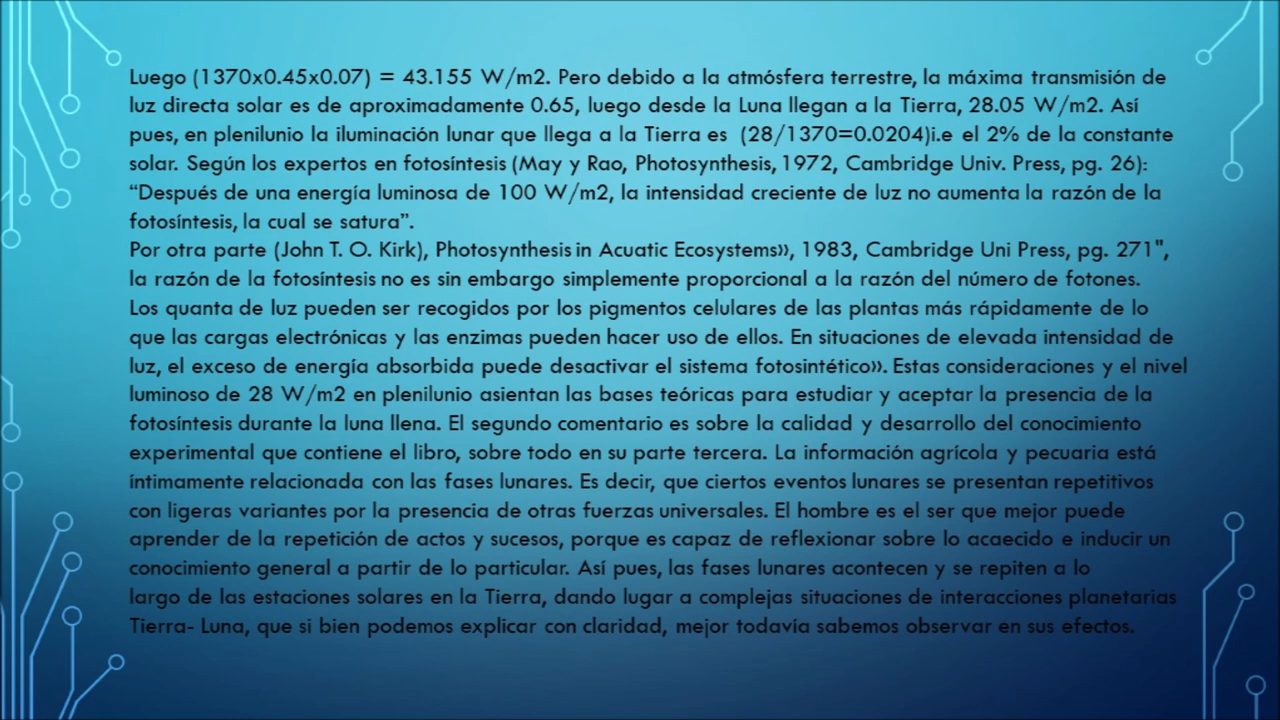 Luego (1370x0.45x0.07) = 43.155 W/m2. Pero debido a la atmósfera terrestre, la máxima transmisión de
luz directa solar es de aproximadamente 0.65, luego desde la Luna llegan a la Tierra, 28.05 W/m2. Así
pues, en plenilunio la iluminación lunar que llega a la Tierra es (28/1370=0.0204)i.e el 2% de la constante
solar. Según los expertos en fotosíntesis (May y Rao, Photosynthesis, 1972, Cambridge Univ. Press, pg. 26):
“Después de una energía luminosa de 100 W/m2, la intensidad creciente de luz no aumenta la razón de la
fotosíntesis, la cual se satura”.
Por otra parte (John T. O. Kirk), Photosynthesis in Acuatic Ecosystems», 1983, Cambridge Uni Press, pg. 271",
la razón de la fotosíntesis no es sin embargo simplemente proporcional a la razón del número de fotones.
Los quanta de luz pueden ser recogidos por los pigmentos celulares de las plantas más rápidamente de lo
que las cargas electrónicas y las enzimas pueden hacer uso de ellos. En situaciones de elevada intensidad de
luz, el exceso de energía absorbida puede desactivar el sistema fotosintético». Estas consideraciones y el nivel
luminoso de 28 W/m2 en plenilunio asientan las bases teóricas para estudiar y aceptar la presencia de la
fotosíntesis durante la luna llena. El segundo comentario es sobre la calidad y desarrollo del conocimiento
experimental que contiene el libro, sobre todo en su parte tercera. La información agrícola y pecuaria está
íntimamente relacionada con las fases lunares. Es decir, que ciertos eventos lunares se presentan repetitivos
con ligeras variantes por la presencia de otras fuerzas universales. El hombre es el ser que mejor puede
aprender de la repetición de actos y sucesos, porque es capaz de reflexionar sobre lo acaecido e inducir un
conocimiento general a partir de lo particular. Así pues, las fases lunares acontecen y se repiten a lo
largo de las estaciones solares en la Tierra, dando lugar a complejas situaciones de interacciones planetarias
Tierra- Luna, que si bien podemos explicar con claridad, mejor todavía sabemos observar en sus efectos.